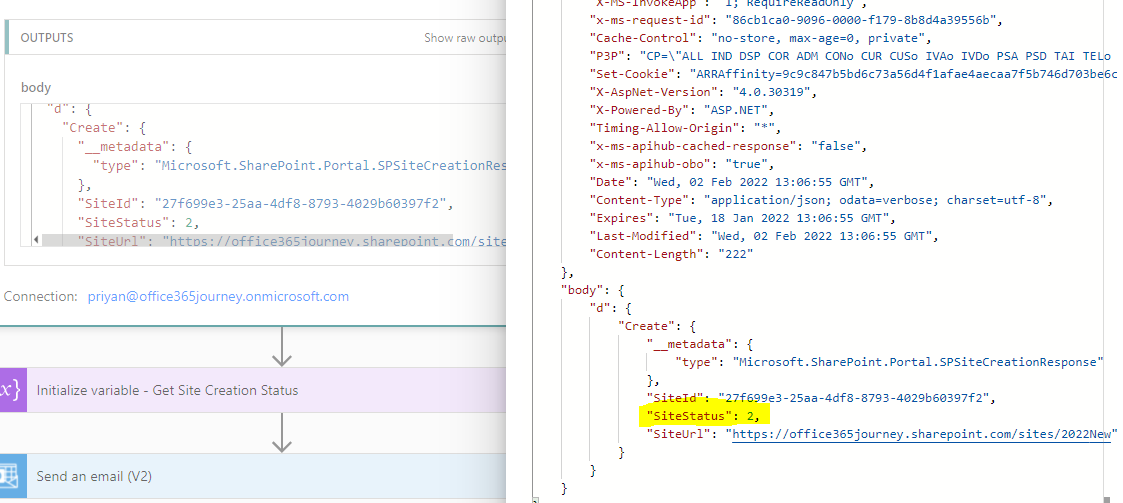 OUTPUTS
Show raw outpu
body
"d": {
"Create": {
"__metadata": {
"type": "Microsoft.SharePoint.Portal.SPSiteCreationResp
},
"SiteId": "27f699e3-25aa-4df8-8793-4029b60397f2",
"SiteStatus": 2,
"SiteUrl": "https://office365journey.sharepoint.com/site
Connection: priyan@office365journey.onmicrosoft.com
Initialize variable - Get Site Creation Status
Send an email (V2)
"X-MS-InvokeApp": "1; RequireReadOnly",
"x-ms-request-id": "86cb1ca0-9096-0000-f179-8b8d4a39556b",
"Cache-Control": "no-store, max-age=0, private",
"P3P": "CP=\"ALL IND DSP COR ADM CONo CUR CUSo IVAo IVDo PSA PSD TAI TELo
"Set-Cookie": "ARRAffinity=9c9c847b5bd6c73a56d4f1afae4aecaa7f5b746d703be6c
"X-AspNet-Version": "4.0.30319",
"X-Powered-By": "ASP.NET",
"Timing-Allow-Origin": "*",
"x-ms-apihub-cached-response": "false",
"x-ms-apihub-obo": "true",
"Date": "Wed, 02 Feb 2022 13:06:55 GMT",
"Content-Type": "application/json; odata=verbose; charset=utf-8",
"Expires": "Tue, 18 Jan 2022 13:06:55 GMT",
"Last-Modified": "Wed, 02 Feb 2022 13:06:55 GMT",
"Content-Length": "222"
},
"body": {
"d": {
"Create": {
"__metadata": {
"type": "Microsoft.SharePoint.Portal.SPSiteCreationResponse"
},
"SiteId": "27f699e3-25aa-4df8-8793-4029b60397f2",
"SiteStatus": 2,
"SiteUrl": "https://office365journey.sharepoint.com/sites/2022New"
}
}
}